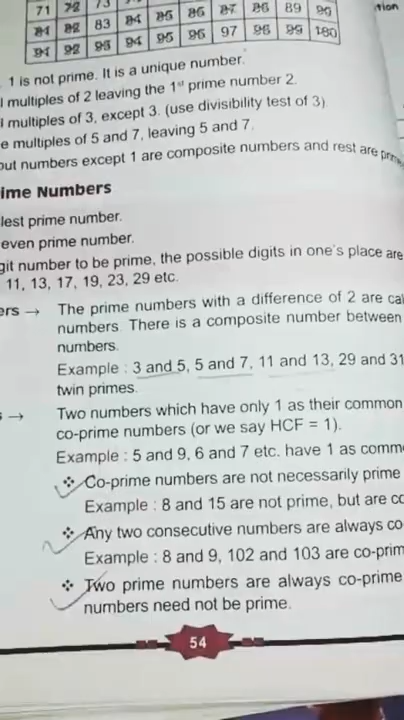 71 72 73 89 90
81 82 83 84 85 86 87 88
91 92 93 94 95 96 97 98 99 100
tion
1 is not prime. It is a unique number.
l multiples of 2 leaving the 1st prime number 2.
l multiples of 3, except 3. (use divisibility test of 3)
e multiples of 5 and 7, leaving 5 and 7.
out numbers except 1 are composite numbers and rest are prime
ime Numbers
lest prime number.
even prime number.
git number to be prime, the possible digits in one's place are
11, 13, 17, 19, 23, 29 etc.
ers → The prime numbers with a difference of 2 are cal
numbers. There is a composite number between
numbers.
Example : 3 and 5, 5 and 7, 11 and 13, 29 and 31
twin primes.
s → Two numbers which have only 1 as their common
co-prime numbers (or we say HCF = 1).
Example : 5 and 9, 6 and 7 etc. have 1 as comm
❖ Co-prime numbers are not necessarily prime
Example : 8 and 15 are not prime, but are co
❖ Any two consecutive numbers are always co
Example : 8 and 9, 102 and 103 are co-prim
❖ Two prime numbers are always co-prime
numbers need not be prime.
54